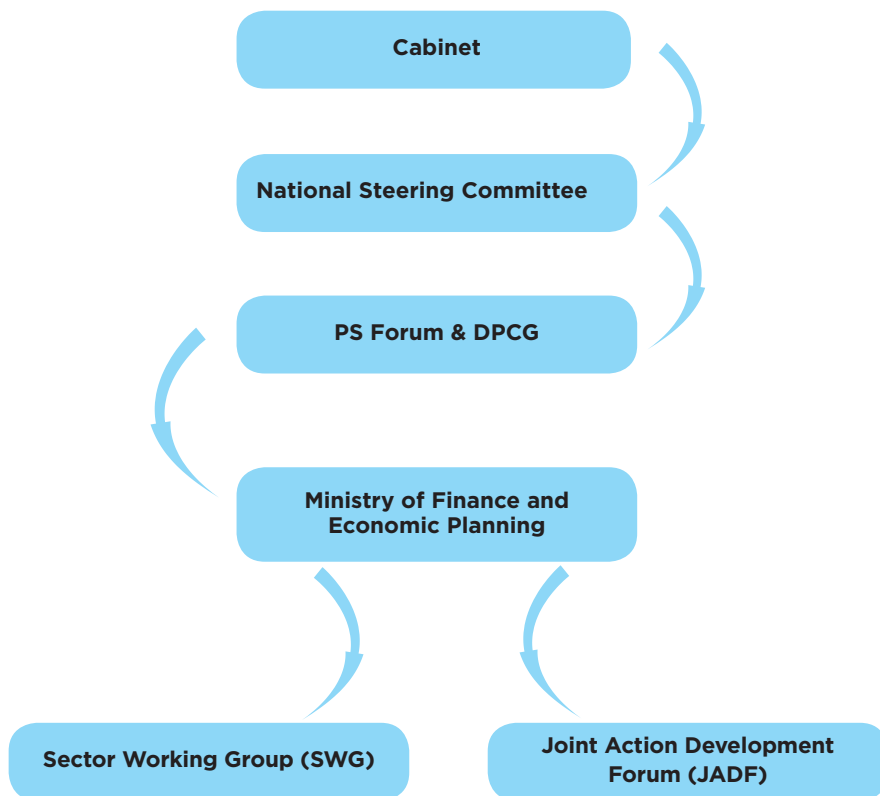 Cabinet
National Steering Committee
PS Forum & DPCG
Ministry of Finance and
Economic Planning
Sector Working Group (SWG)
Joint Action Development
Forum (JADF)